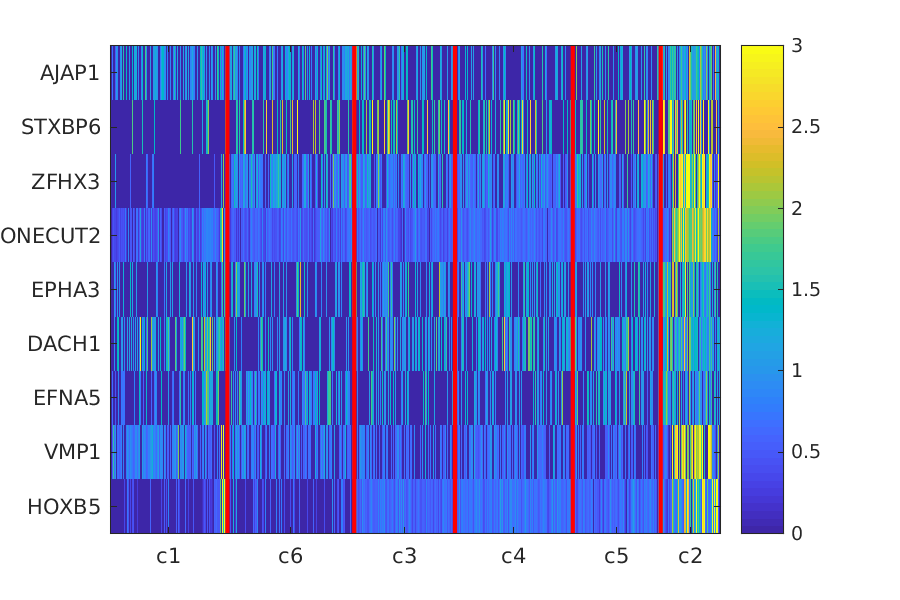 AJAP1
STXBP6
ZFHX3
ONECUT2
EPHA3
DACH1
EFNA5
VMP1
HOXB5
c1 c6 c3 c4 c5 c2
3
2.5
2
1.5
1
0.5
0